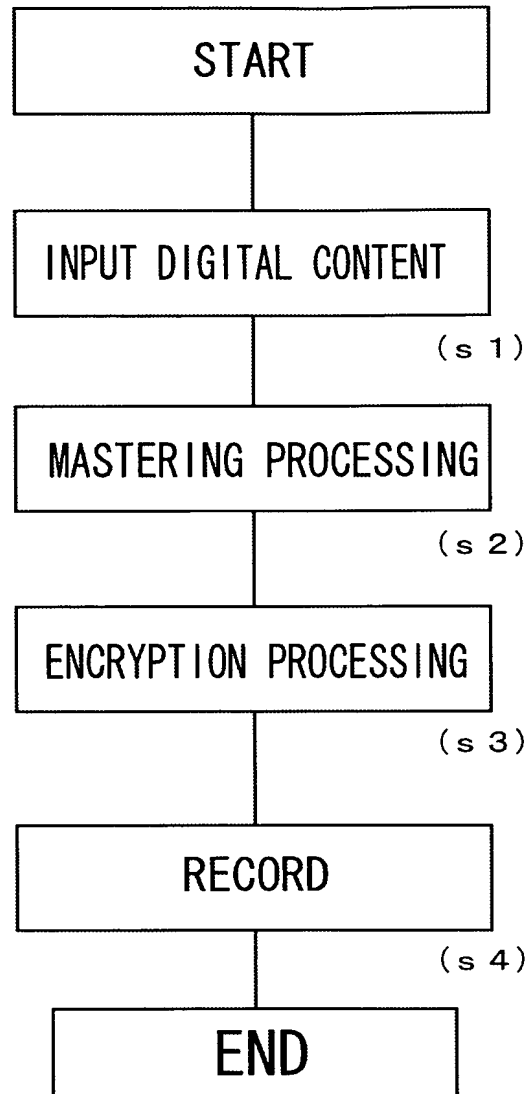 START
INPUT DIGITAL CONTENT
(s 1)
MASTERING PROCESSING
(s 2)
ENCRYPTION PROCESSING
(s 3)
RECORD
(s 4)
END